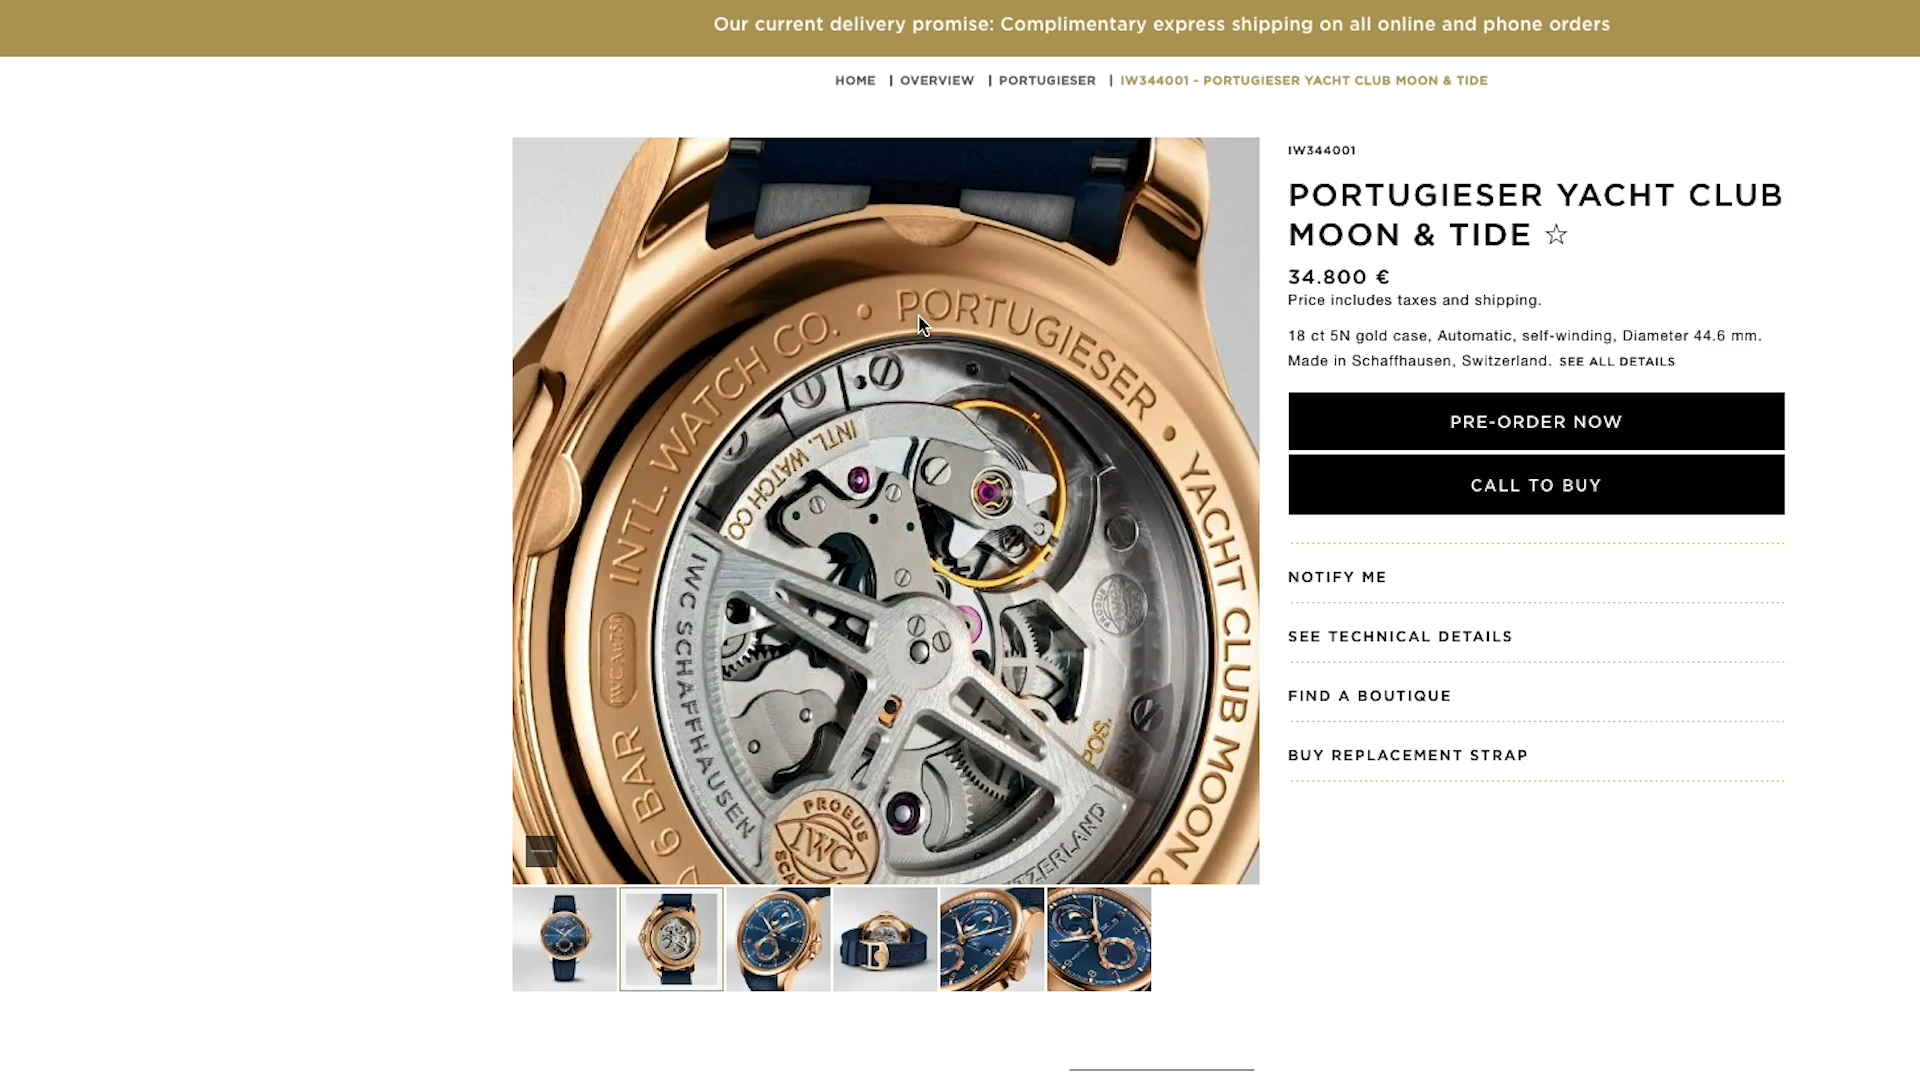 Our current delivery promise: Complimentary express shipping on all online and phone orders
HOME | OVERVIEW | PORTUGIESER | IW344001 - PORTUGIESER YACHT CLUB MOON & TIDE
IW344001
PORTUGIESER YACHT CLUB
MOON & TIDE ☆
34.800 €
Price includes taxes and shipping.
18 ct 5N gold case, Automatic, self-winding, Diameter 44.6 mm.
Made in Schaffhausen, Switzerland. SEE ALL DETAILS
PRE-ORDER NOW
CALL TO BUY
NOTIFY ME
SEE TECHNICAL DETAILS
FIND A BOUTIQUE
BUY REPLACEMENT STRAP
6 BAR
IWC Au750
INTL. WATCH CO. • PORTUGIESER • YACHT CLUB MOON &
INTL. WATCH CO
IWC SCHAFFHAUSEN
PROBUS
IWC
POS.